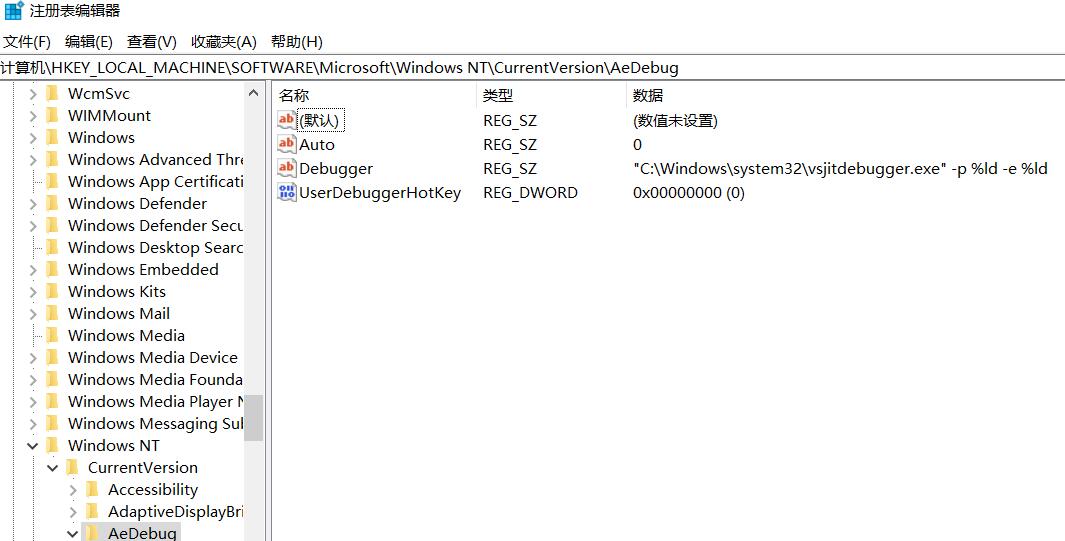 注册表编辑器
文件(F) 编辑(E) 查看(V) 收藏夹(A) 帮助(H)
计算机\HKEY_LOCAL_MACHINE\SOFTWARE\Microsoft\Windows NT\CurrentVersion\AeDebug
WcmSvc
WIMMount
Windows
Windows Advanced Thre
Windows App Certificati
Windows Defender
Windows Defender Secu
Windows Desktop Searc
Windows Embedded
Windows Kits
Windows Mail
Windows Media
Windows Media Device
Windows Media Founda
Windows Media Player N
Windows Messaging Sul
Windows NT
CurrentVersion
Accessibility
AdaptiveDisplayBri
AeDebug
名称 类型 数据
(默认) REG_SZ (数值未设置)
Auto REG_SZ 0
Debugger REG_SZ "C:\Windows\system32\vsjitdebugger.exe" -p %ld -e %ld
UserDebuggerHotKey REG_DWORD 0x00000000 (0)